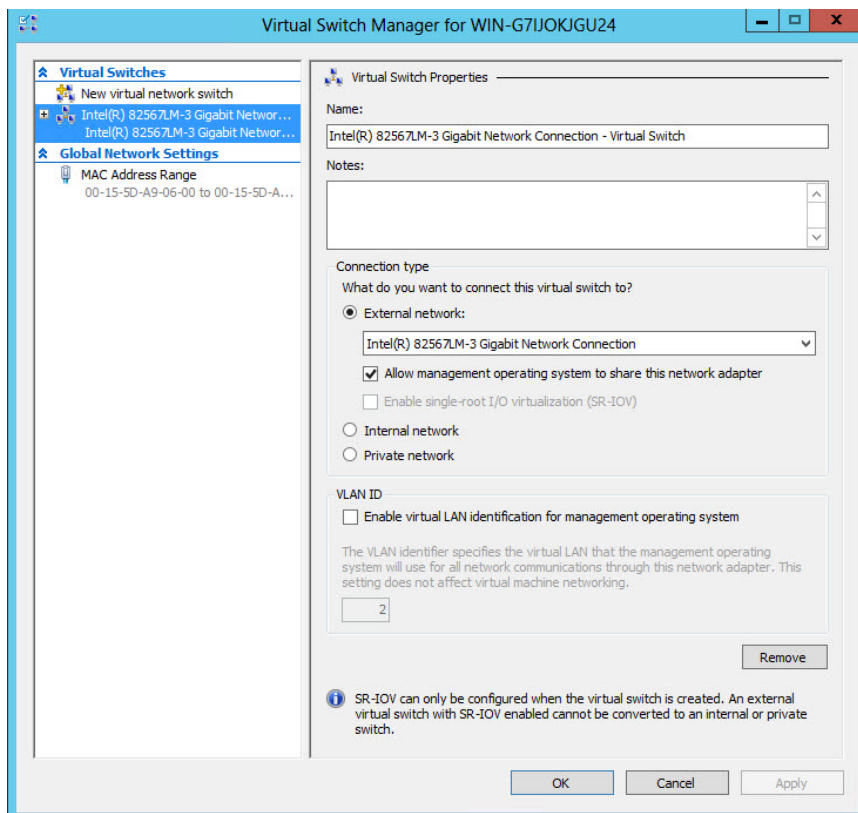 Virtual Switch Manager for WIN-G7IJOKJGU24
Virtual Switches
New virtual network switch
Intel(R) 82567LM-3 Gigabit Networ...
Intel(R) 82567LM-3 Gigabit Networ...
Global Network Settings
MAC Address Range
00-15-5D-A9-06-00 to 00-15-5D-A...
Virtual Switch Properties
Name:
Intel(R) 82567LM-3 Gigabit Network Connection - Virtual Switch
Notes:
Connection type
What do you want to connect this virtual switch to?
External network:
Intel(R) 82567LM-3 Gigabit Network Connection
Allow management operating system to share this network adapter
Enable single-root I/O virtualization (SR-IOV)
Internal network
Private network
VLAN ID
Enable virtual LAN identification for management operating system
The VLAN identifier specifies the virtual LAN that the management operating
system will use for all network communications through this network adapter. This
setting does not affect virtual machine networking.
2
Remove
SR-IOV can only be configured when the virtual switch is created. An external
virtual switch with SR-IOV enabled cannot be converted to an internal or private
switch.
OK
Cancel
Apply